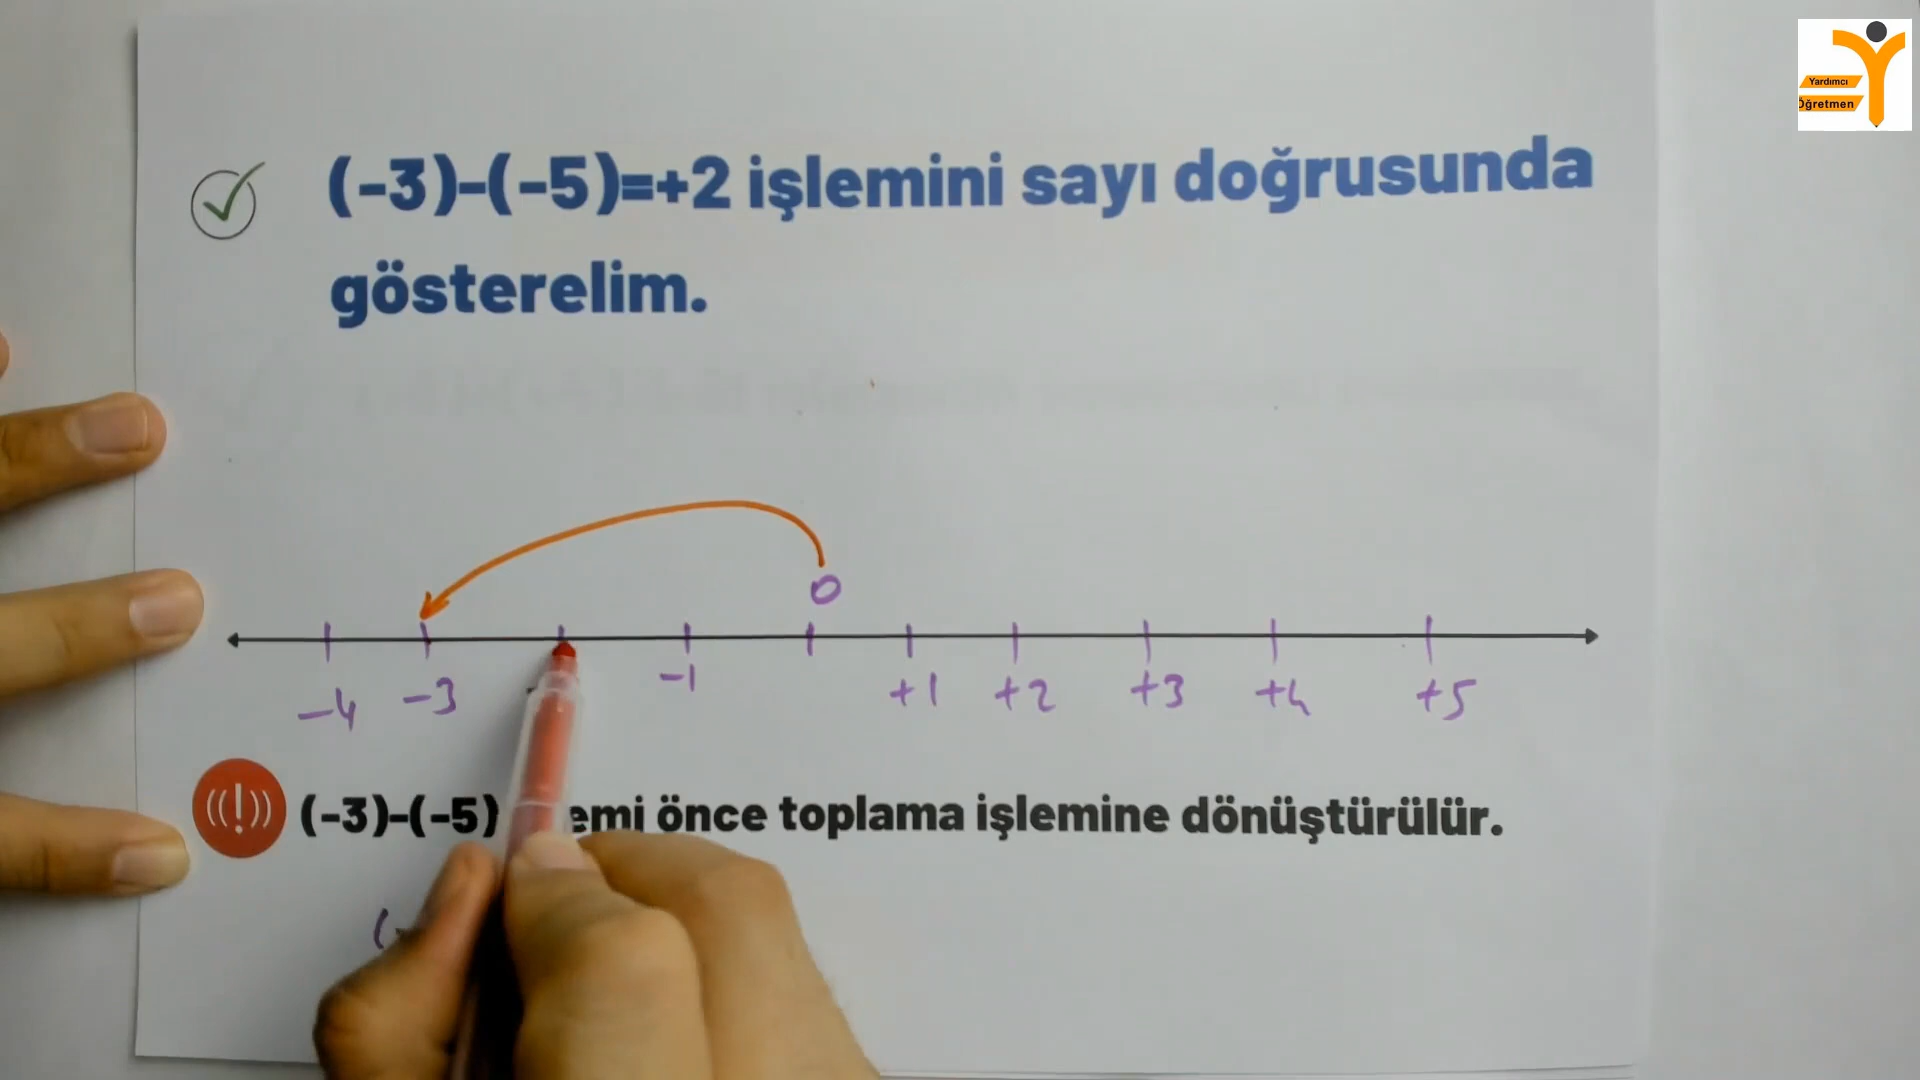 Yardımcı
Öğretmen
(-3)-(-5)=+2 işlemini sayı doğrusunda
gösterelim.
0
-4 -3 -1 +1 +2 +3 +4 +5
(-3)-(-5) önce toplama işlemine dönüştürülür.